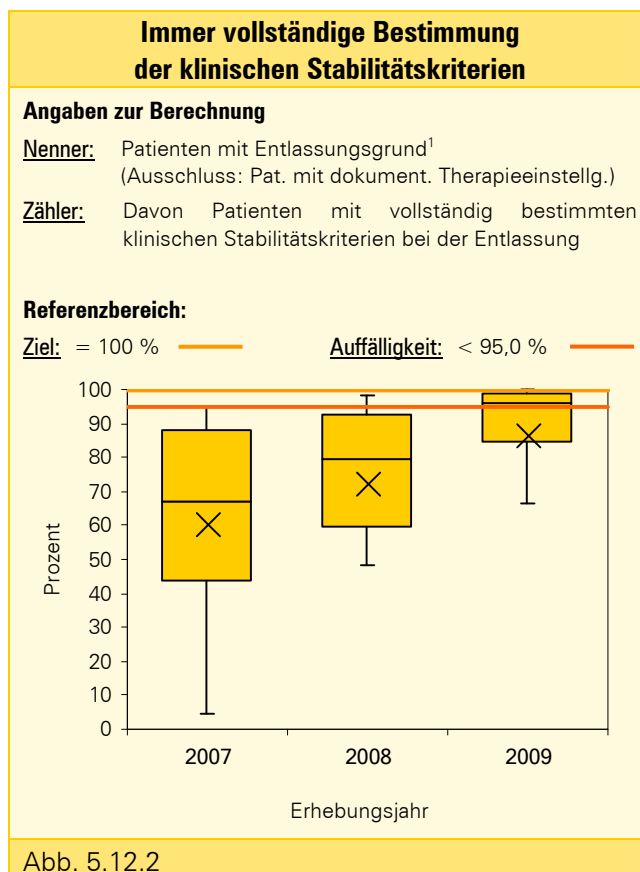 Immer vollständige Bestimmung
der klinischen Stabilitätskriterien
Angaben zur Berechnung
Nenner: Patienten mit Entlassungsgrund¹
(Ausschluss: Pat. mit dokument. Therapieeinstellg.)
Zähler: Davon Patienten mit vollständig bestimmten
klinischen Stabilitätskriterien bei der Entlassung
Referenzbereich:
Ziel: = 100 % Auffälligkeit: < 95,0 %
100
90
80
70
60
50
40
30
20
10
0
Prozent
2007 2008 2009
Erhebungsjahr
Abb. 5.12.2